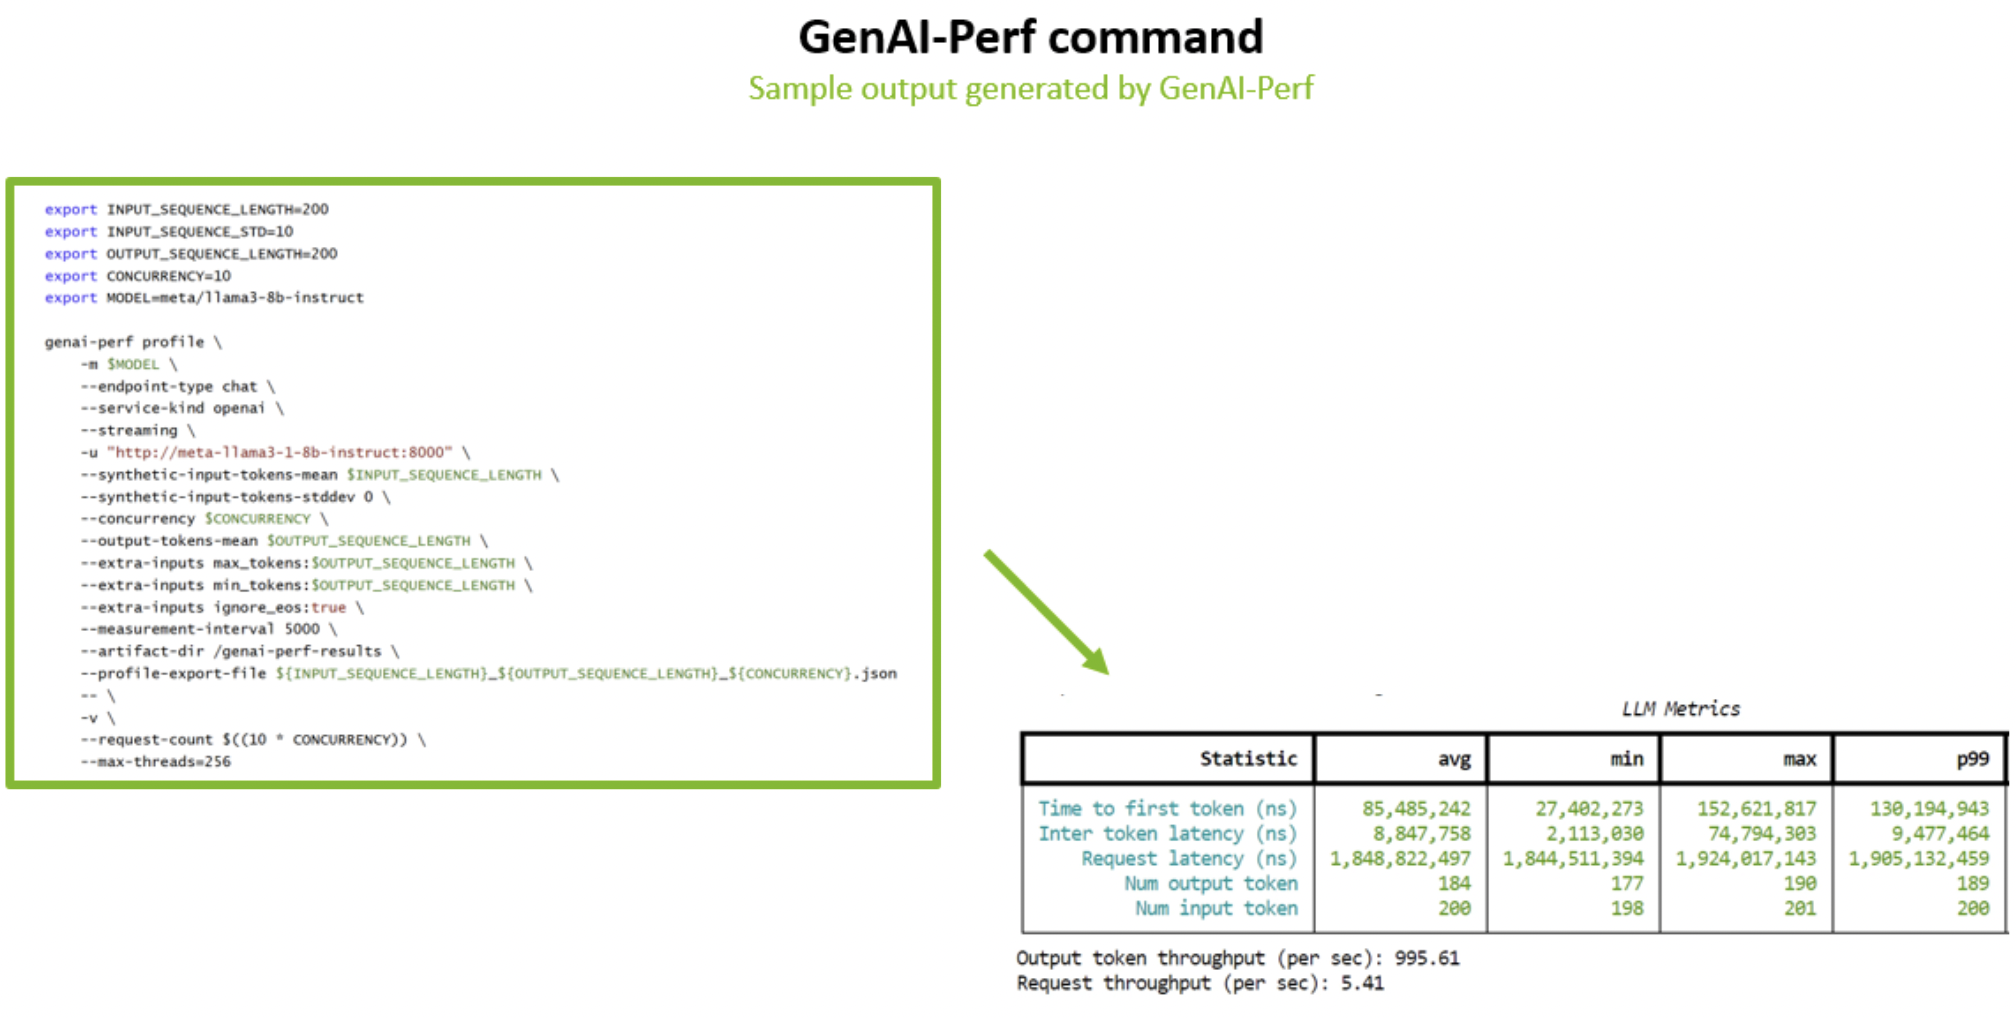 GenAI-Perf command
Sample output generated by GenAI-Perf
export INPUT_SEQUENCE_LENGTH=200
export INPUT_SEQUENCE_STD=10
export OUTPUT_SEQUENCE_LENGTH=200
export CONCURRENCY=10
export MODEL=meta/llama3-8b-instruct
genai-perf profile \
-m $MODEL \
--endpoint-type chat \
--service-kind openai \
--streaming \
-u "http://meta-llama3-1-8b-instruct:8000" \
--synthetic-input-tokens-mean $INPUT_SEQUENCE_LENGTH \
--synthetic-input-tokens-stddev 0 \
--concurrency $CONCURRENCY \
--output-tokens-mean $OUTPUT_SEQUENCE_LENGTH \
--extra-inputs max_tokens:$OUTPUT_SEQUENCE_LENGTH \
--extra-inputs min_tokens:$OUTPUT_SEQUENCE_LENGTH \
--extra-inputs ignore_eos:true \
--measurement-interval 5000 \
--artifact-dir /genai-perf-results \
--profile-export-file ${INPUT_SEQUENCE_LENGTH}_${OUTPUT_SEQUENCE_LENGTH}_${CONCURRENCY}.json
-- \
-v \
--request-count $((10 * CONCURRENCY)) \
--max-threads=256
LLM Metrics
Statistic avg min max p99
Time to first token (ns) 85,485,242 27,402,273 152,621,817 130,194,943
Inter token latency (ns) 8,847,758 2,113,030 74,794,303 9,477,464
Request latency (ns) 1,848,822,497 1,844,511,394 1,924,017,143 1,905,132,459
Num output token 184 177 190 189
Num input token 200 198 201 200
Output token throughput (per sec): 995.61
Request throughput (per sec): 5.41